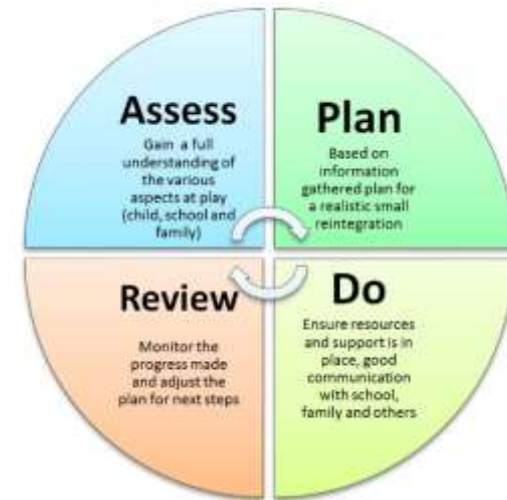 Assess
Gain a full
understanding of
the various
aspects at play
(child, school and
family)
Plan
Based on
information
gathered plan for
a realistic small
reintegration
Review
Monitor the
progress made
and adjust the
plan for next steps
Do
Ensure resources
and support is in
place, good
communication
with school,
family and others